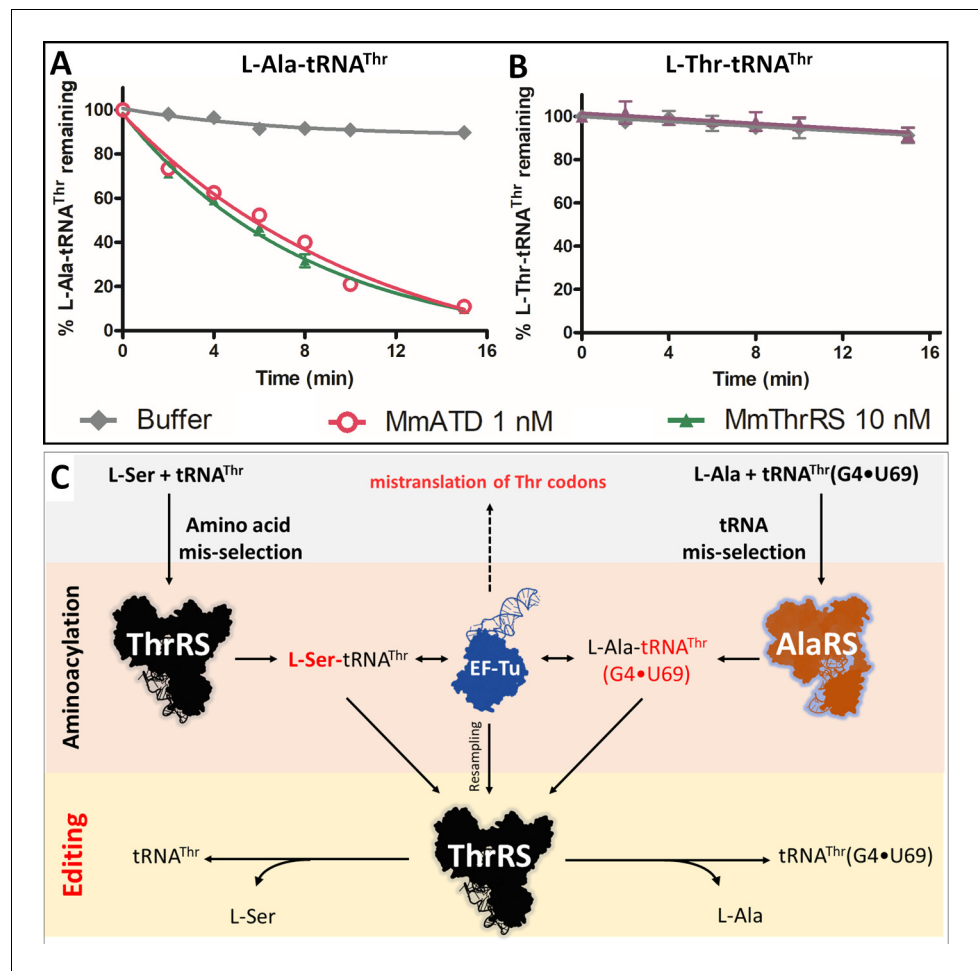 A
L-Ala-tRNAThr
% L-Ala-tRNAThr remaining
100
80
60
40
20
0
0 4 8 12 16
Time (min)
B
L-Thr-tRNAThr
% L-Thr-tRNAThr remaining
100
80
60
40
20
0
0 4 8 12 16
Time (min)
Buffer
MmATD 1 nM
MmThrRS 10 nM
C
L-Ser + tRNAThr
mistranslation of Thr codons
L-Ala + tRNAThr(G4•U69)
Amino acid
mis-selection
tRNA
mis-selection
Aminoacylation
ThrRS
L-Ser-tRNAThr
EF-Tu
L-Ala-tRNAThr
(G4•U69)
AlaRS
Resampling
Editing
tRNAThr
ThrRS
tRNAThr(G4•U69)
L-Ser
L-Ala